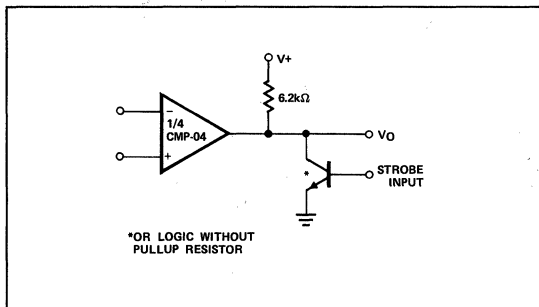 V+
6.2kΩ
−
1/4
CMP-04
+
VO
*
STROBE
INPUT
*OR LOGIC WITHOUT
PULLUP RESISTOR